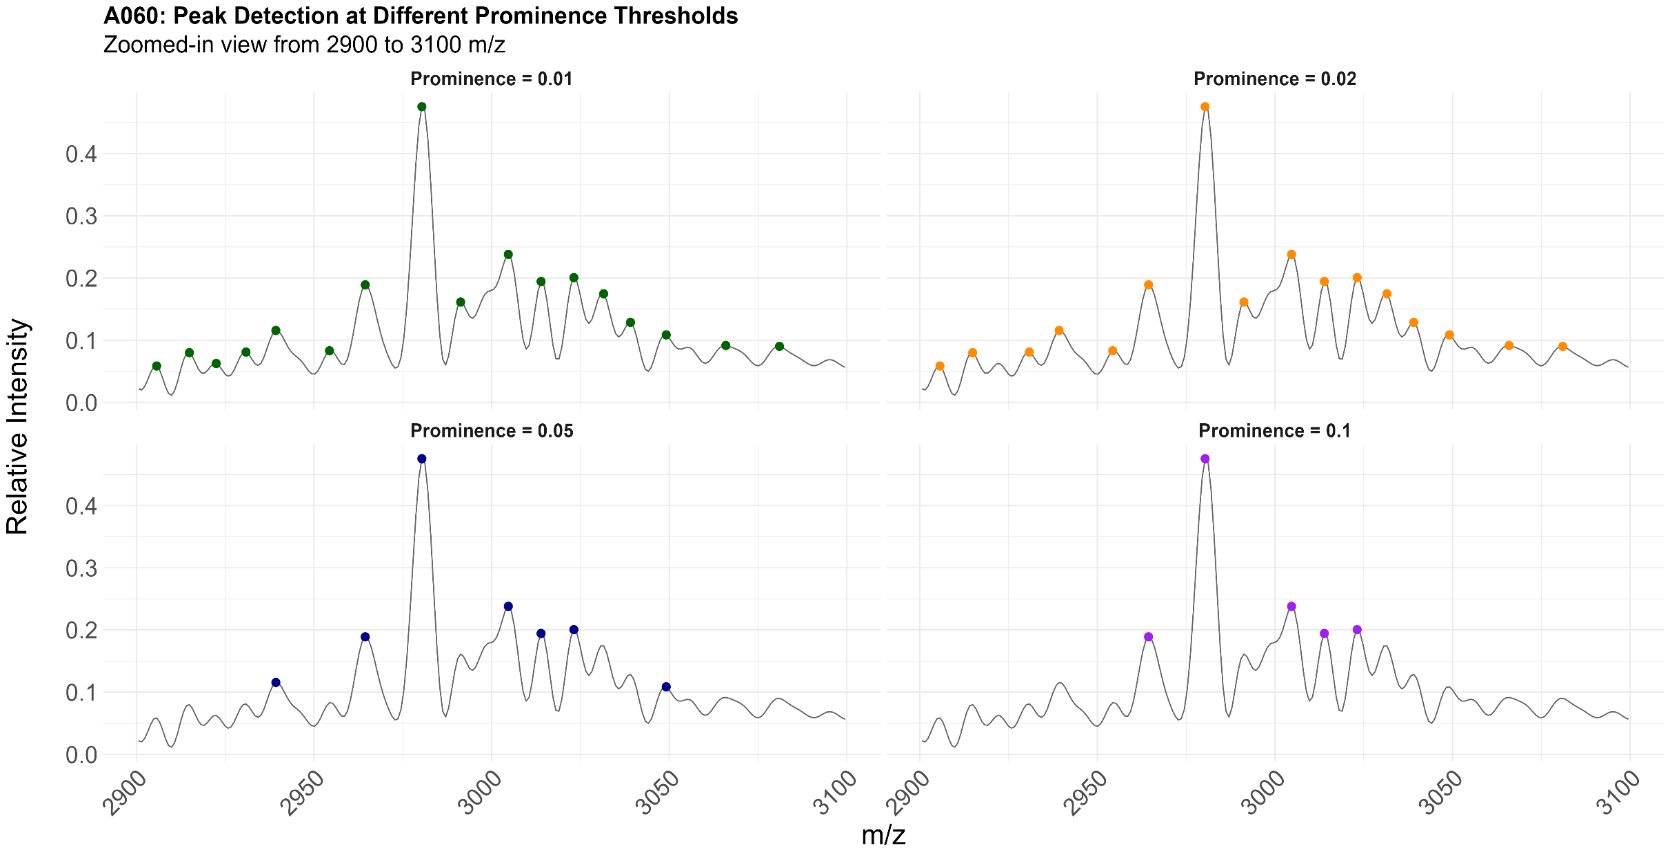 A060: Peak Detection at Different Prominence Thresholds
Zoomed-in view from 2900 to 3100 m/z
Prominence = 0.01
Prominence = 0.02
0.4
0.3
0.2
0.1
0.0
Prominence = 0.05
Prominence = 0.1
0.4
0.3
0.2
0.1
0.0
Relative Intensity
2900
2950
3000
3050
3100
2900
2950
3000
3050
3100
m/z